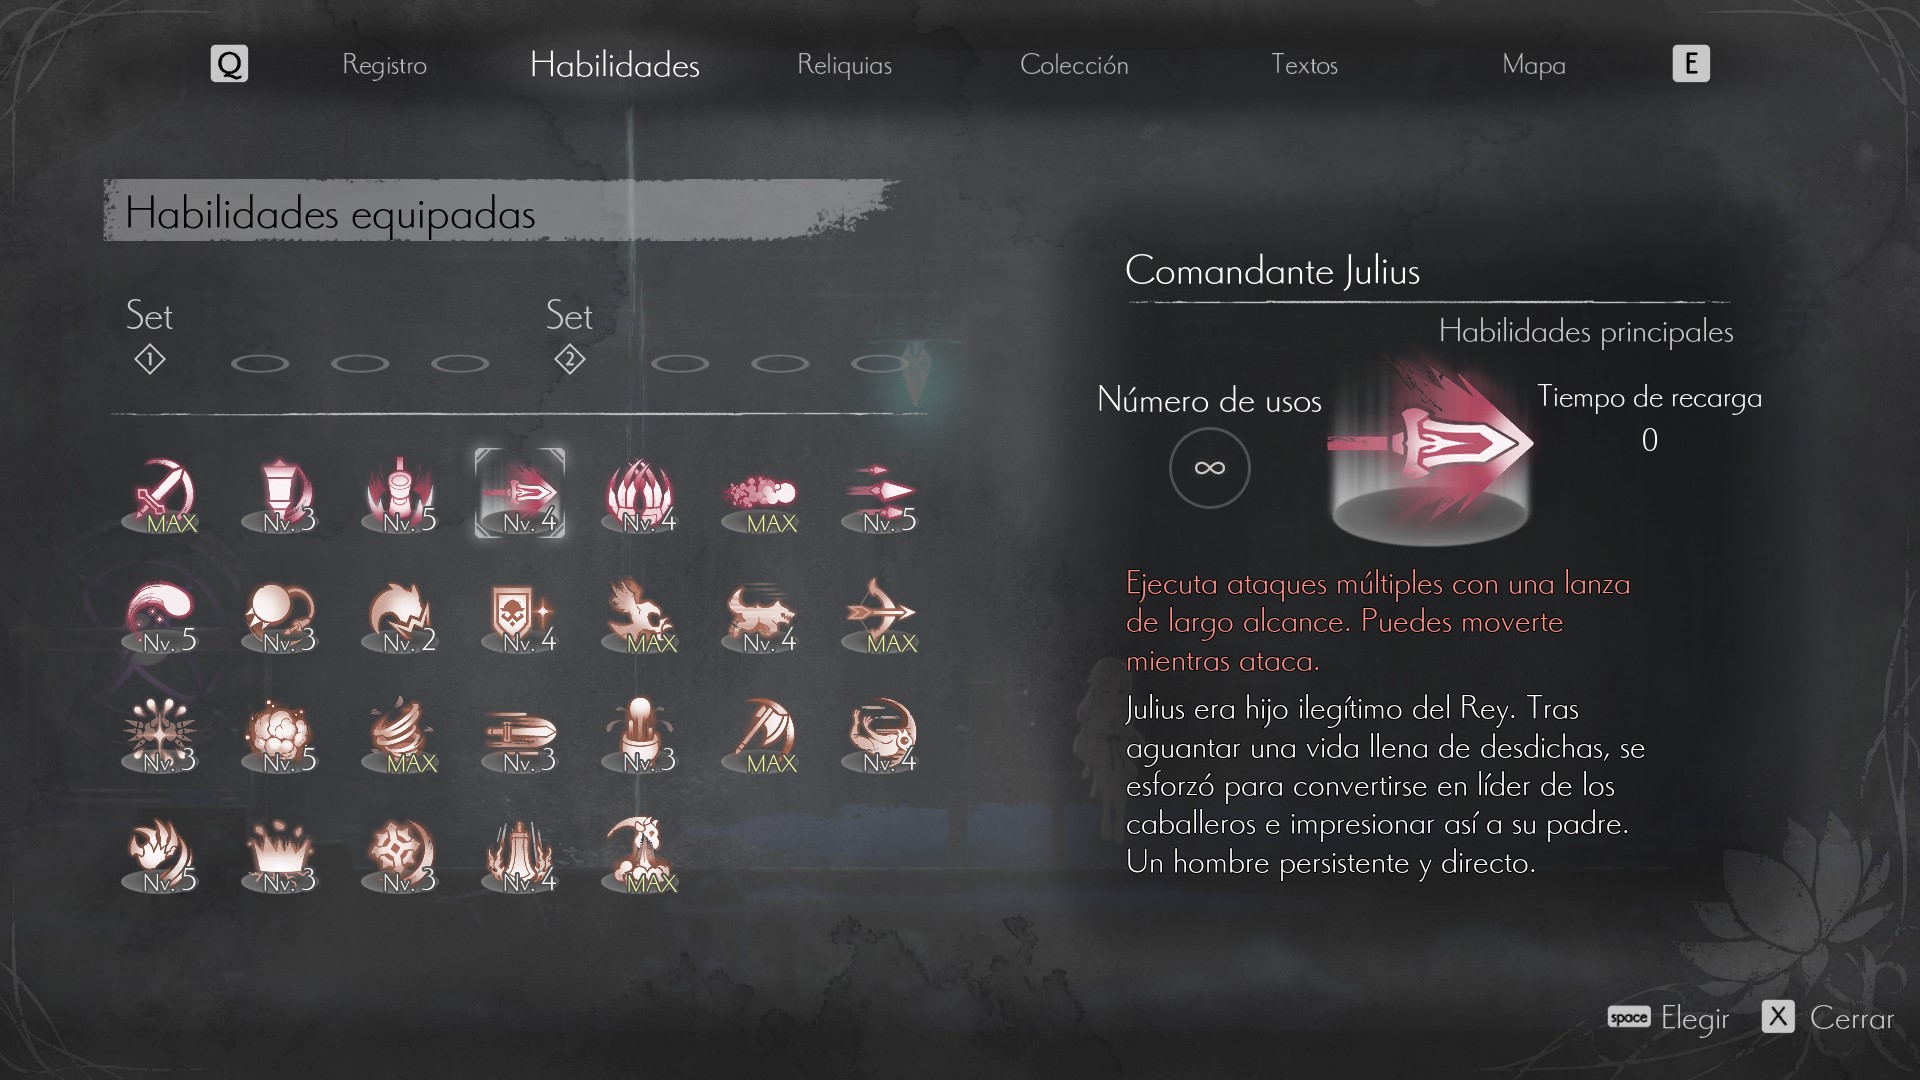 Q Registro Habilidades Reliquias Colección Textos Mapa E
Habilidades equipadas
Set
1
Set
2
MAX Nv. 3 Nv. 5 Nv. 4 Nv. 4 MAX Nv. 5
Nv. 5 Nv. 3 Nv. 2 Nv. 4 MAX Nv. 4 MAX
Nv. 3 Nv. 5 MAX Nv. 3 Nv. 3 MAX Nv. 4
Nv. 5 Nv. 3 Nv. 3 Nv. 4 MAX
Comandante Julius
Habilidades principales
Número de usos
∞
Tiempo de recarga
0
Ejecuta ataques múltiples con una lanza
de largo alcance. Puedes moverte
mientras ataca.
Julius era hijo ilegítimo del Rey. Tras
aguantar una vida llena de desdichas, se
esforzó para convertirse en líder de los
caballeros e impresionar así a su padre.
Un hombre persistente y directo.
space Elegir X Cerrar